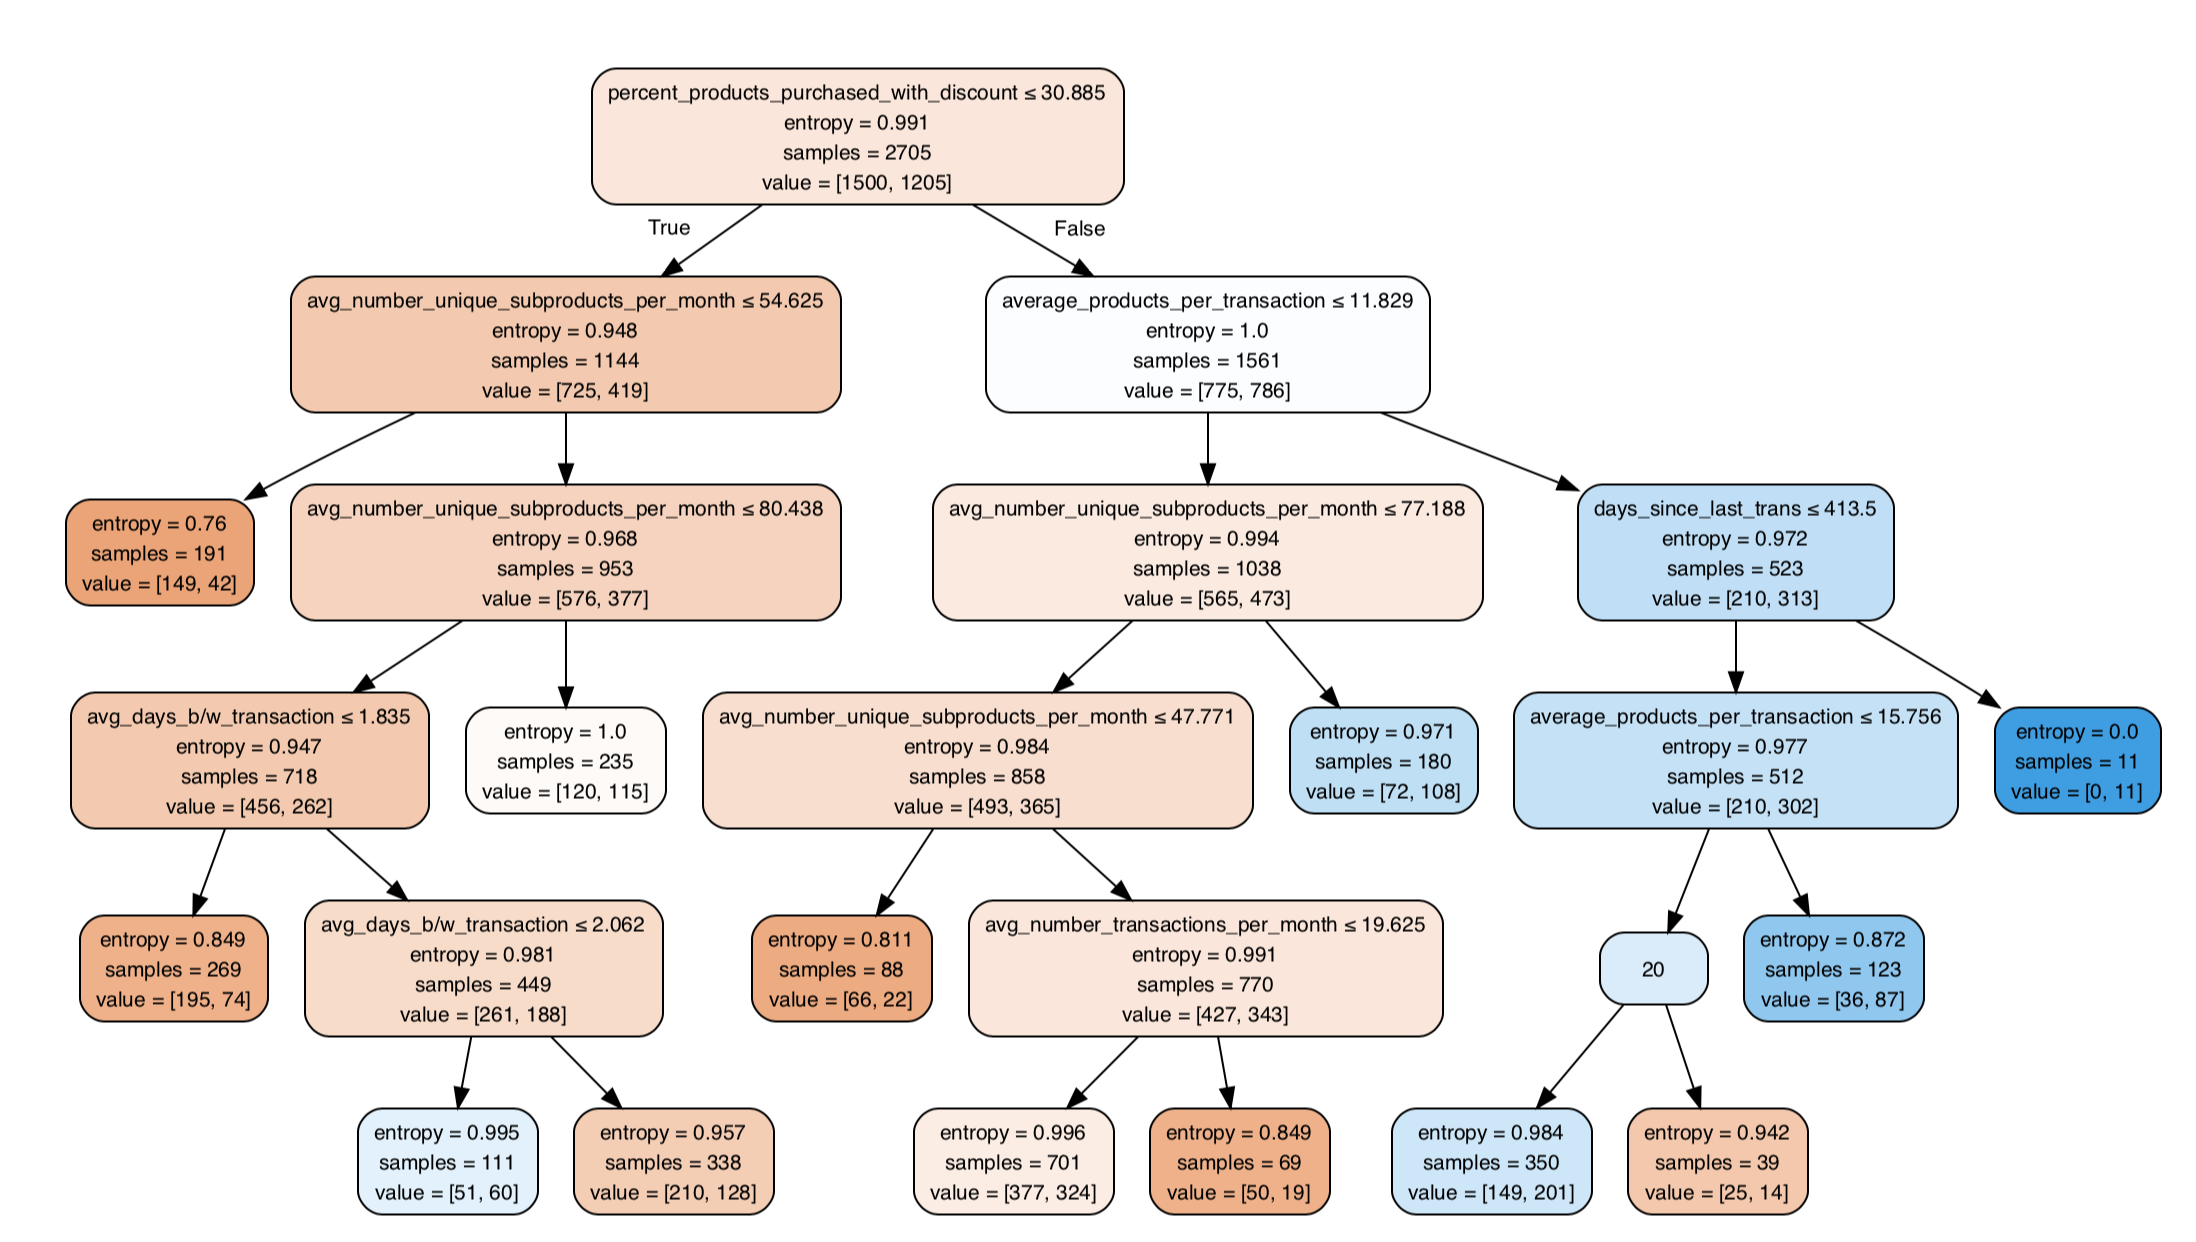 percent_products_purchased_with_discount ≤ 30.885
entropy = 0.991
samples = 2705
value = [1500, 1205]
True
False
avg_number_unique_subproducts_per_month ≤ 54.625
entropy = 0.948
samples = 1144
value = [725, 419]
average_products_per_transaction ≤ 11.829
entropy = 1.0
samples = 1561
value = [775, 786]
entropy = 0.76
samples = 191
value = [149, 42]
avg_number_unique_subproducts_per_month ≤ 80.438
entropy = 0.968
samples = 953
value = [576, 377]
avg_number_unique_subproducts_per_month ≤ 77.188
entropy = 0.994
samples = 1038
value = [565, 473]
days_since_last_trans ≤ 413.5
entropy = 0.972
samples = 523
value = [210, 313]
avg_days_b/w_transaction ≤ 1.835
entropy = 0.947
samples = 718
value = [456, 262]
entropy = 1.0
samples = 235
value = [120, 115]
avg_number_unique_subproducts_per_month ≤ 47.771
entropy = 0.984
samples = 858
value = [493, 365]
entropy = 0.971
samples = 180
value = [72, 108]
average_products_per_transaction ≤ 15.756
entropy = 0.977
samples = 512
value = [210, 302]
entropy = 0.0
samples = 11
value = [0, 11]
entropy = 0.849
samples = 269
value = [195, 74]
avg_days_b/w_transaction ≤ 2.062
entropy = 0.981
samples = 449
value = [261, 188]
entropy = 0.811
samples = 88
value = [66, 22]
avg_number_transactions_per_month ≤ 19.625
entropy = 0.991
samples = 770
value = [427, 343]
20
entropy = 0.872
samples = 123
value = [36, 87]
entropy = 0.995
samples = 111
value = [51, 60]
entropy = 0.957
samples = 338
value = [210, 128]
entropy = 0.996
samples = 701
value = [377, 324]
entropy = 0.849
samples = 69
value = [50, 19]
entropy = 0.984
samples = 350
value = [149, 201]
entropy = 0.942
samples = 39
value = [25, 14]